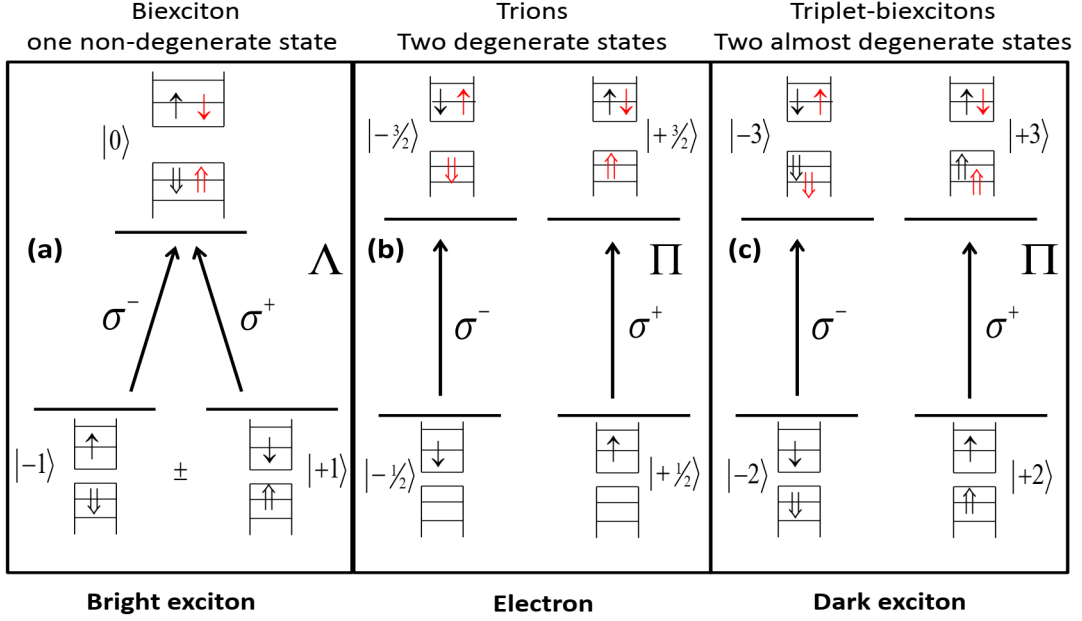 Biexciton
one non-degenerate state
Trions
Two degenerate states
Triplet-biexcitons
Two almost degenerate states
|0⟩
|−3/2⟩
|+3/2⟩
|−3⟩
|+3⟩
(a)
Λ
(b)
Π
(c)
Π
σ⁻
σ⁺
σ⁻
σ⁺
σ⁻
σ⁺
|−1⟩
±
|+1⟩
|−1/2⟩
|+1/2⟩
|−2⟩
|+2⟩
Bright exciton
Electron
Dark exciton